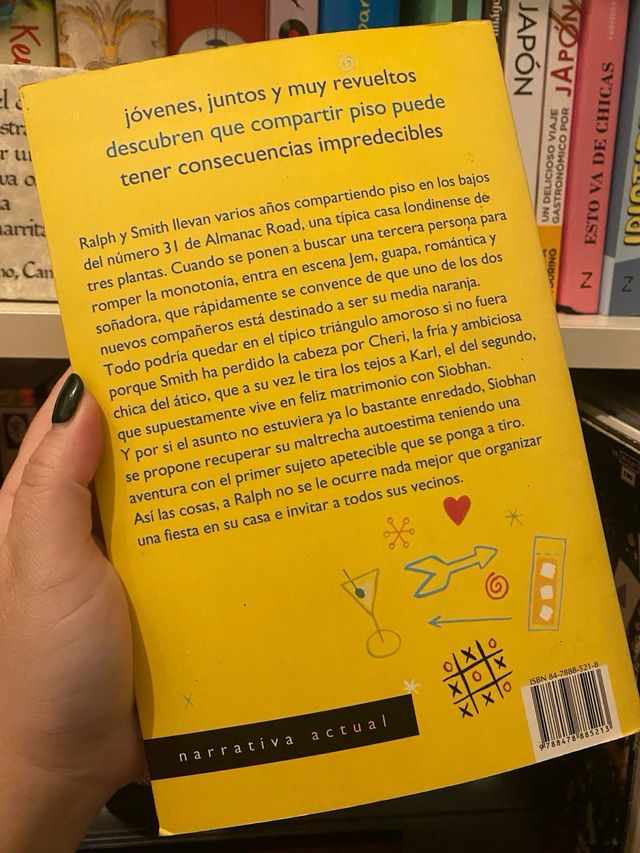 jóvenes, juntos y muy revueltos
descubren que compartir piso puede
tener consecuencias impredecibles
Ralph y Smith llevan varios años compartiendo piso en los bajos
del número 31 de Almanac Road, una típica casa londinense de
tres plantas. Cuando se ponen a buscar una tercera persona para
romper la monotonía, entra en escena Jem, guapa, romántica y
soñadora, que rápidamente se convence de que uno de los dos
nuevos compañeros está destinado a ser su media naranja.
Todo podría quedar en el típico triángulo amoroso si no fuera
porque Smith ha perdido la cabeza por Cheri, la fría y ambiciosa
chica del ático, que a su vez le tira los tejos a Karl, el del segundo,
que supuestamente vive en feliz matrimonio con Siobhan.
Y por si el asunto no estuviera ya lo bastante enredado, Siobhan
se propone recuperar su maltrecha autoestima teniendo una
aventura con el primer sujeto apetecible que se ponga a tiro.
Así las cosas, a Ralph no se le ocurre nada mejor que organizar
una fiesta en su casa e invitar a todos sus vecinos.
narrativa actual
ISBN 84-7888-521-8
9 788478 885213
JAPÓN
UN DELICIOSO VIAJE
GASTRONÓMICO POR JAPÓN
ESTO VA DE CHICAS
Z
Z